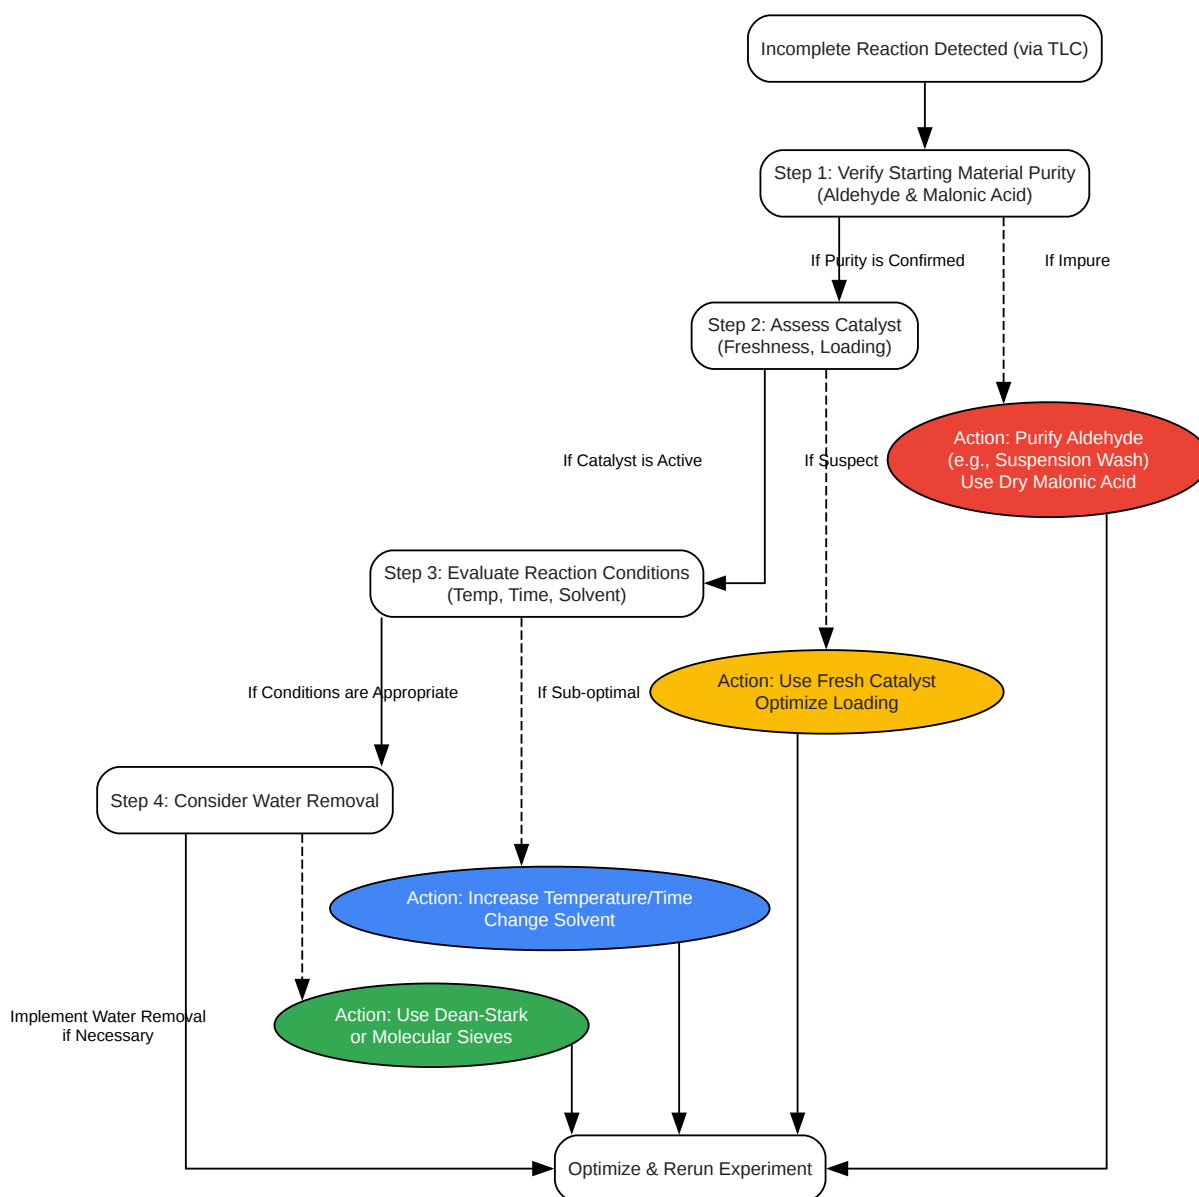 Incomplete Reaction Detected (via TLC)
Step 1: Verify Starting Material Purity
(Aldehyde & Malonic Acid)
If Purity is Confirmed
If Impure
Step 2: Assess Catalyst
(Freshness, Loading)
Action: Purify Aldehyde
(e.g., Suspension Wash)
Use Dry Malonic Acid
If Catalyst is Active
If Suspect
Step 3: Evaluate Reaction Conditions
(Temp, Time, Solvent)
If Conditions are Appropriate
If Sub-optimal
Action: Use Fresh Catalyst
Optimize Loading
Step 4: Consider Water Removal
Action: Increase Temperature/Time
Change Solvent
Implement Water Removal
if Necessary
Action: Use Dean-Stark
or Molecular Sieves
Optimize & Rerun Experiment